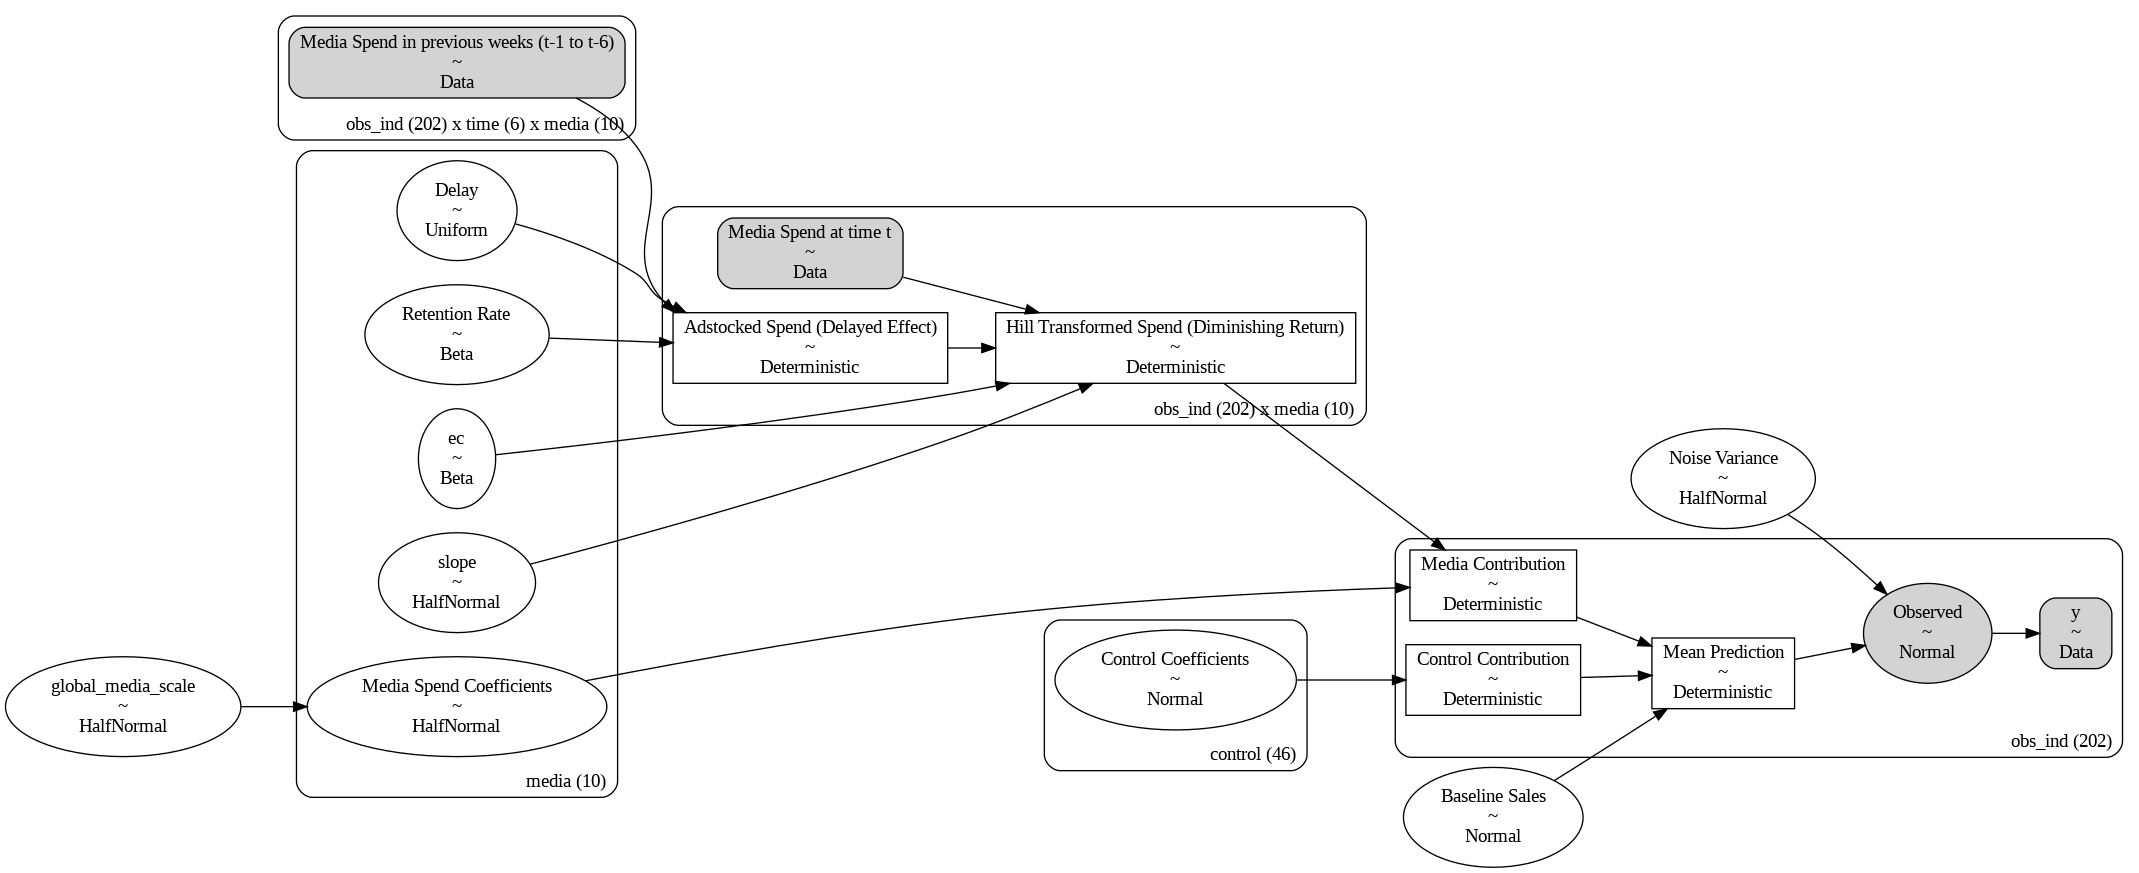 Media Spend in previous weeks (t-1 to t-6)
~
Data
obs_ind (202) x time (6) x media (10)
Delay
~
Uniform
Retention Rate
~
Beta
ec
~
Beta
slope
~
HalfNormal
global_media_scale
~
HalfNormal
Media Spend Coefficients
~
HalfNormal
media (10)
Media Spend at time t
~
Data
Adstocked Spend (Delayed Effect)
~
Deterministic
Hill Transformed Spend (Diminishing Return)
~
Deterministic
obs_ind (202) x media (10)
Control Coefficients
~
Normal
control (46)
Noise Variance
~
HalfNormal
Media Contribution
~
Deterministic
Control Contribution
~
Deterministic
Mean Prediction
~
Deterministic
Observed
~
Normal
y
~
Data
obs_ind (202)
Baseline Sales
~
Normal